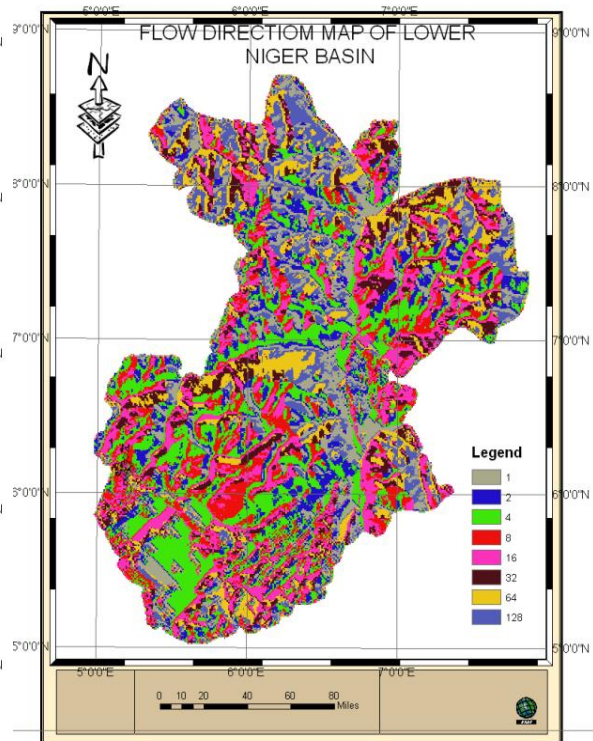 5°0'0"E 6°0'0"E 7°0'0"E
FLOW DIRECTIOM MAP OF LOWER
NIGER BASIN
N
9°0'0"N 9°0'0"N
8°0'0"N 8°0'0"N
7°0'0"N 7°0'0"N
6°0'0"N 6°0'0"N
5°0'0"N 5°0'0"N
Legend
1
2
4
8
16
32
64
128
5°0'0"E 6°0'0"E 7°0'0"E
0 10 20 40 60 80
Miles